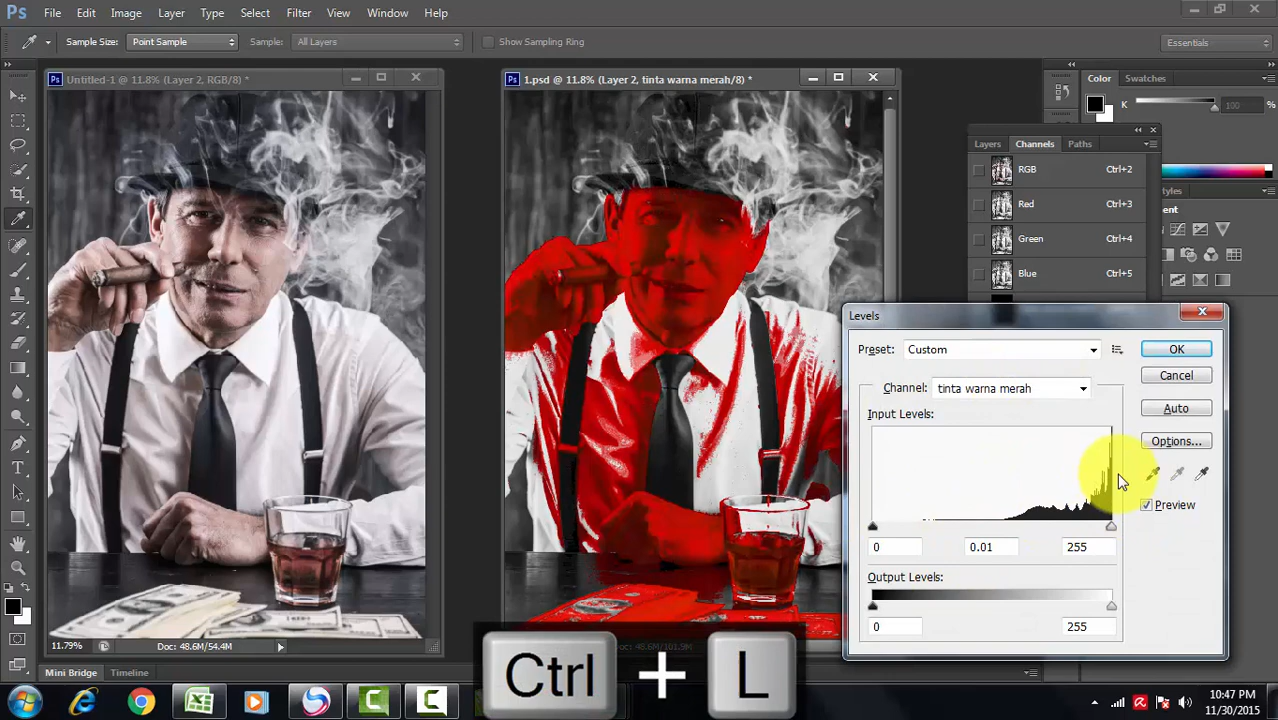 Ps File Edit Image Layer Type Select Filter 3D View Window Help
Sample Size: Point Sample Sample: All Layers Show Sampling Ring Essentials
Untitled-1 @ 11.8% (Layer 2, RGB/8) *
1.psd @ 11.8% (Layer 2, tinta warna merah/8) *
Color Swatches
K 100 %
Layers Channels Paths
RGB Ctrl+2
Red Ctrl+3
Green Ctrl+4
Blue Ctrl+5
Levels
Preset: Custom
OK
Channel: tinta warna merah
Cancel
Input Levels:
Auto
Options...
Preview
0 0.01 255
Output Levels:
0 255
11.79% Doc: 48.6M/54.4M
Mini Bridge Timeline
Ctrl + L
10:47 PM
11/30/2015